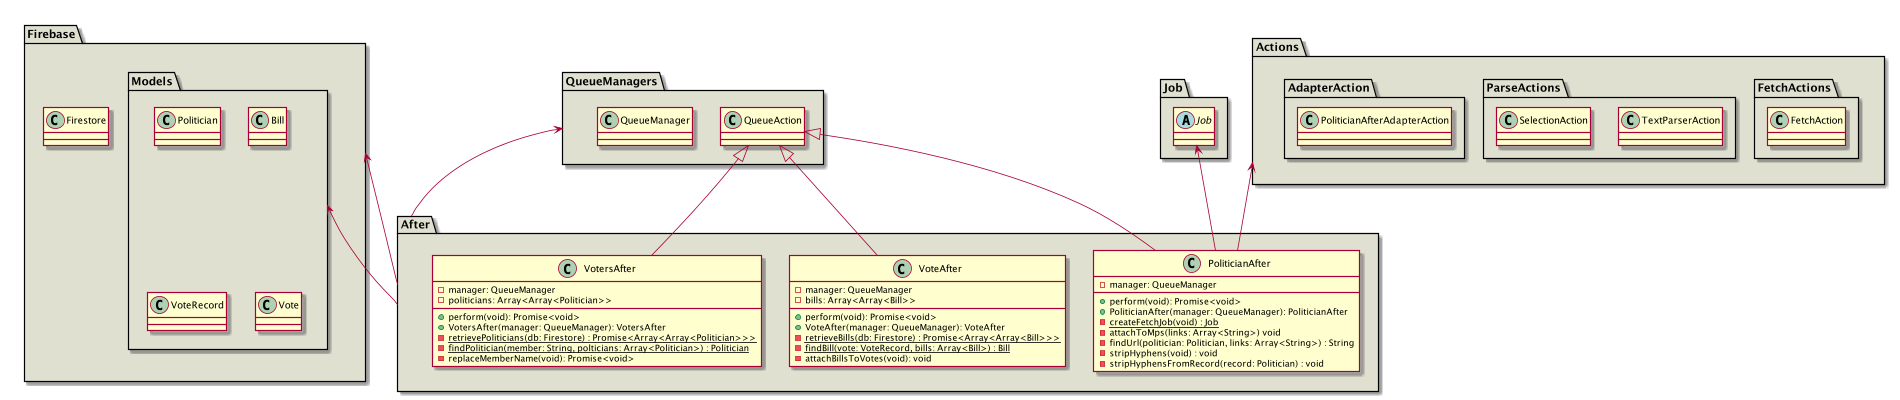 Firebase
Models
C Firestore
C Politician
C Bill
C VoteRecord
C Vote
QueueManagers
C QueueManager
C QueueAction
Job
A Job
Actions
AdapterAction
C PoliticianAfterAdapterAction
ParseActions
C SelectionAction
C TextParserAction
FetchActions
C FetchAction
After
C VotersAfter
manager: QueueManager
politicians: Array<Array<Politician>>
perform(void): Promise<void>
VotersAfter(manager: QueueManager): VotersAfter
retrievePoliticians(db: Firestore) : Promise<Array<Array<Politician>>>
findPolitician(member: String, polticians: Array<Politician>) : Politician
replaceMemberName(void): Promise<void>
C VoteAfter
manager: QueueManager
bills: Array<Array<Bill>>
perform(void): Promise<void>
VoteAfter(manager: QueueManager): VoteAfter
retrieveBills(db: Firestore) : Promise<Array<Array<Bill>>>
findBill(vote: VoteRecord, bills: Array<Bill>) : Bill
attachBillsToVotes(void): void
C PoliticianAfter
manager: QueueManager
perform(void): Promise<void>
PoliticianAfter(manager: QueueManager): PoliticianAfter
createFetchJob(void) : Job
attachToMps(links: Array<String>) void
findUrl(politician: Politician, links: Array<String>) : String
stripHyphens(void) : void
stripHyphensFromRecord(record: Politician) : void